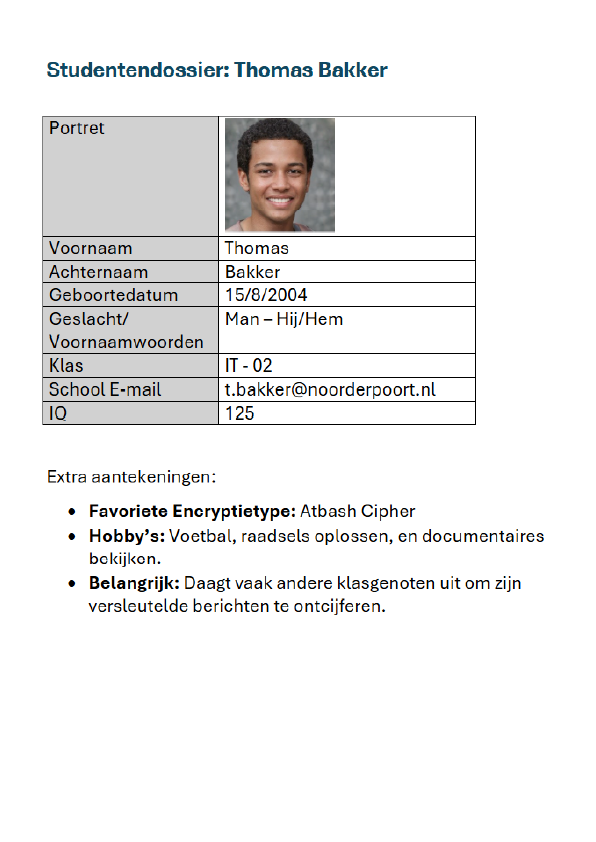 Studentendossier: Thomas Bakker
Portret
Voornaam Thomas
Achternaam Bakker
Geboortedatum 15/8/2004
Geslacht/ Man – Hij/Hem
Voornaamwoorden
Klas IT - 02
School E-mail t.bakker@noorderpoort.nl
IQ 125
Extra aantekeningen:
• Favoriete Encryptietype: Atbash Cipher
• Hobby’s: Voetbal, raadsels oplossen, en documentaires
bekijken.
• Belangrijk: Daagt vaak andere klasgenoten uit om zijn
versleutelde berichten te ontcijferen.